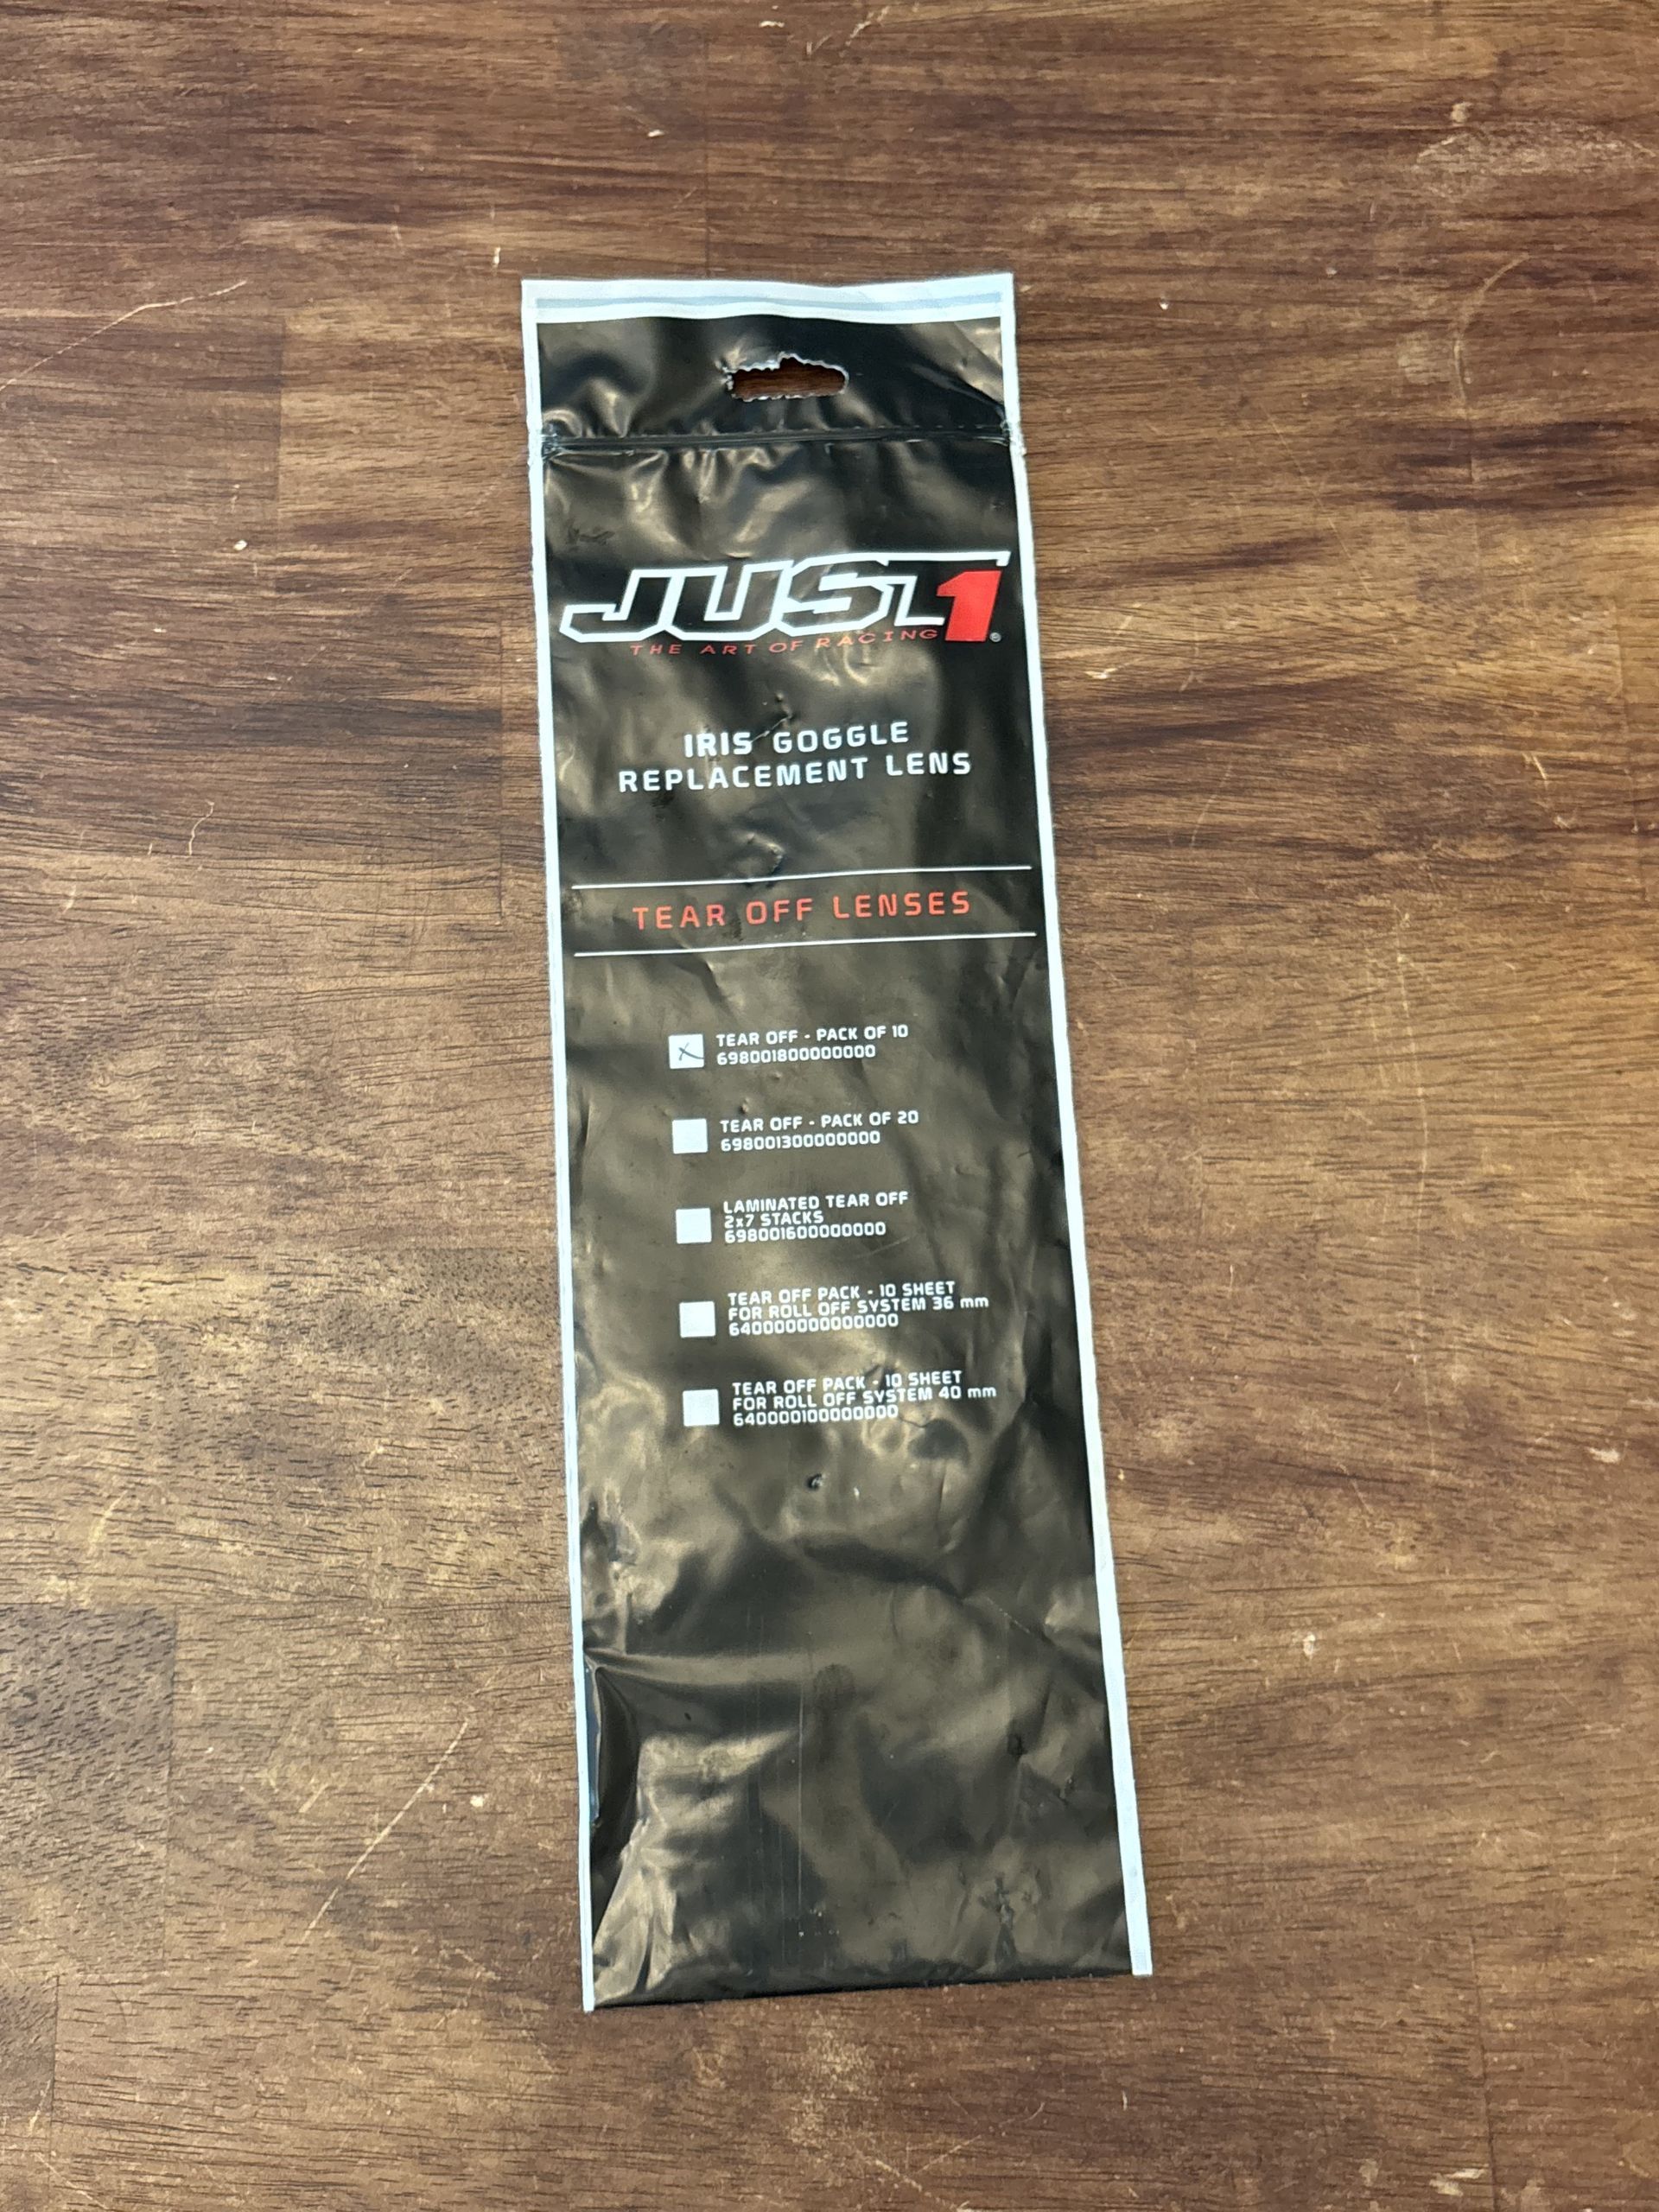 JUST1®
THE ART OF RACING
IRIS GOGGLE
REPLACEMENT LENS
TEAR OFF LENSES
TEAR OFF - PACK OF 10
698001800000000
TEAR OFF - PACK OF 20
698001300000000
LAMINATED TEAR OFF
2x7 STACKS
698001600000000
TEAR OFF PACK - 10 SHEET
FOR ROLL OFF SYSTEM 36 mm
640000000000000
TEAR OFF PACK - 10 SHEET
FOR ROLL OFF SYSTEM 40 mm
640000100000000